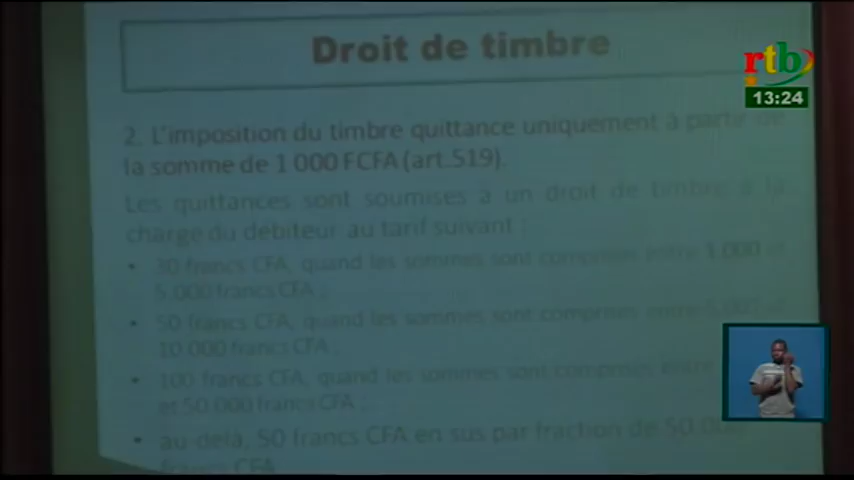 Droit de timbre
rtb
13:24
2. L'imposition du timbre quittance uniquement à partir de
la somme de 1 000 FCFA (art.519).
Les quittances sont soumises à un droit de timbre à la
charge du débiteur au tarif suivant :
• 30 francs CFA, quand les sommes sont comprises entre 1.000 et
5.000 francs CFA ;
• 50 francs CFA, quand les sommes sont comprises entre et
10 000 francs CFA ;
• 100 francs CFA, quand les sommes sont comprises entre
et 50.000 francs CFA ;
• au delà, 50 francs CFA en sus par fraction de
francs CFA